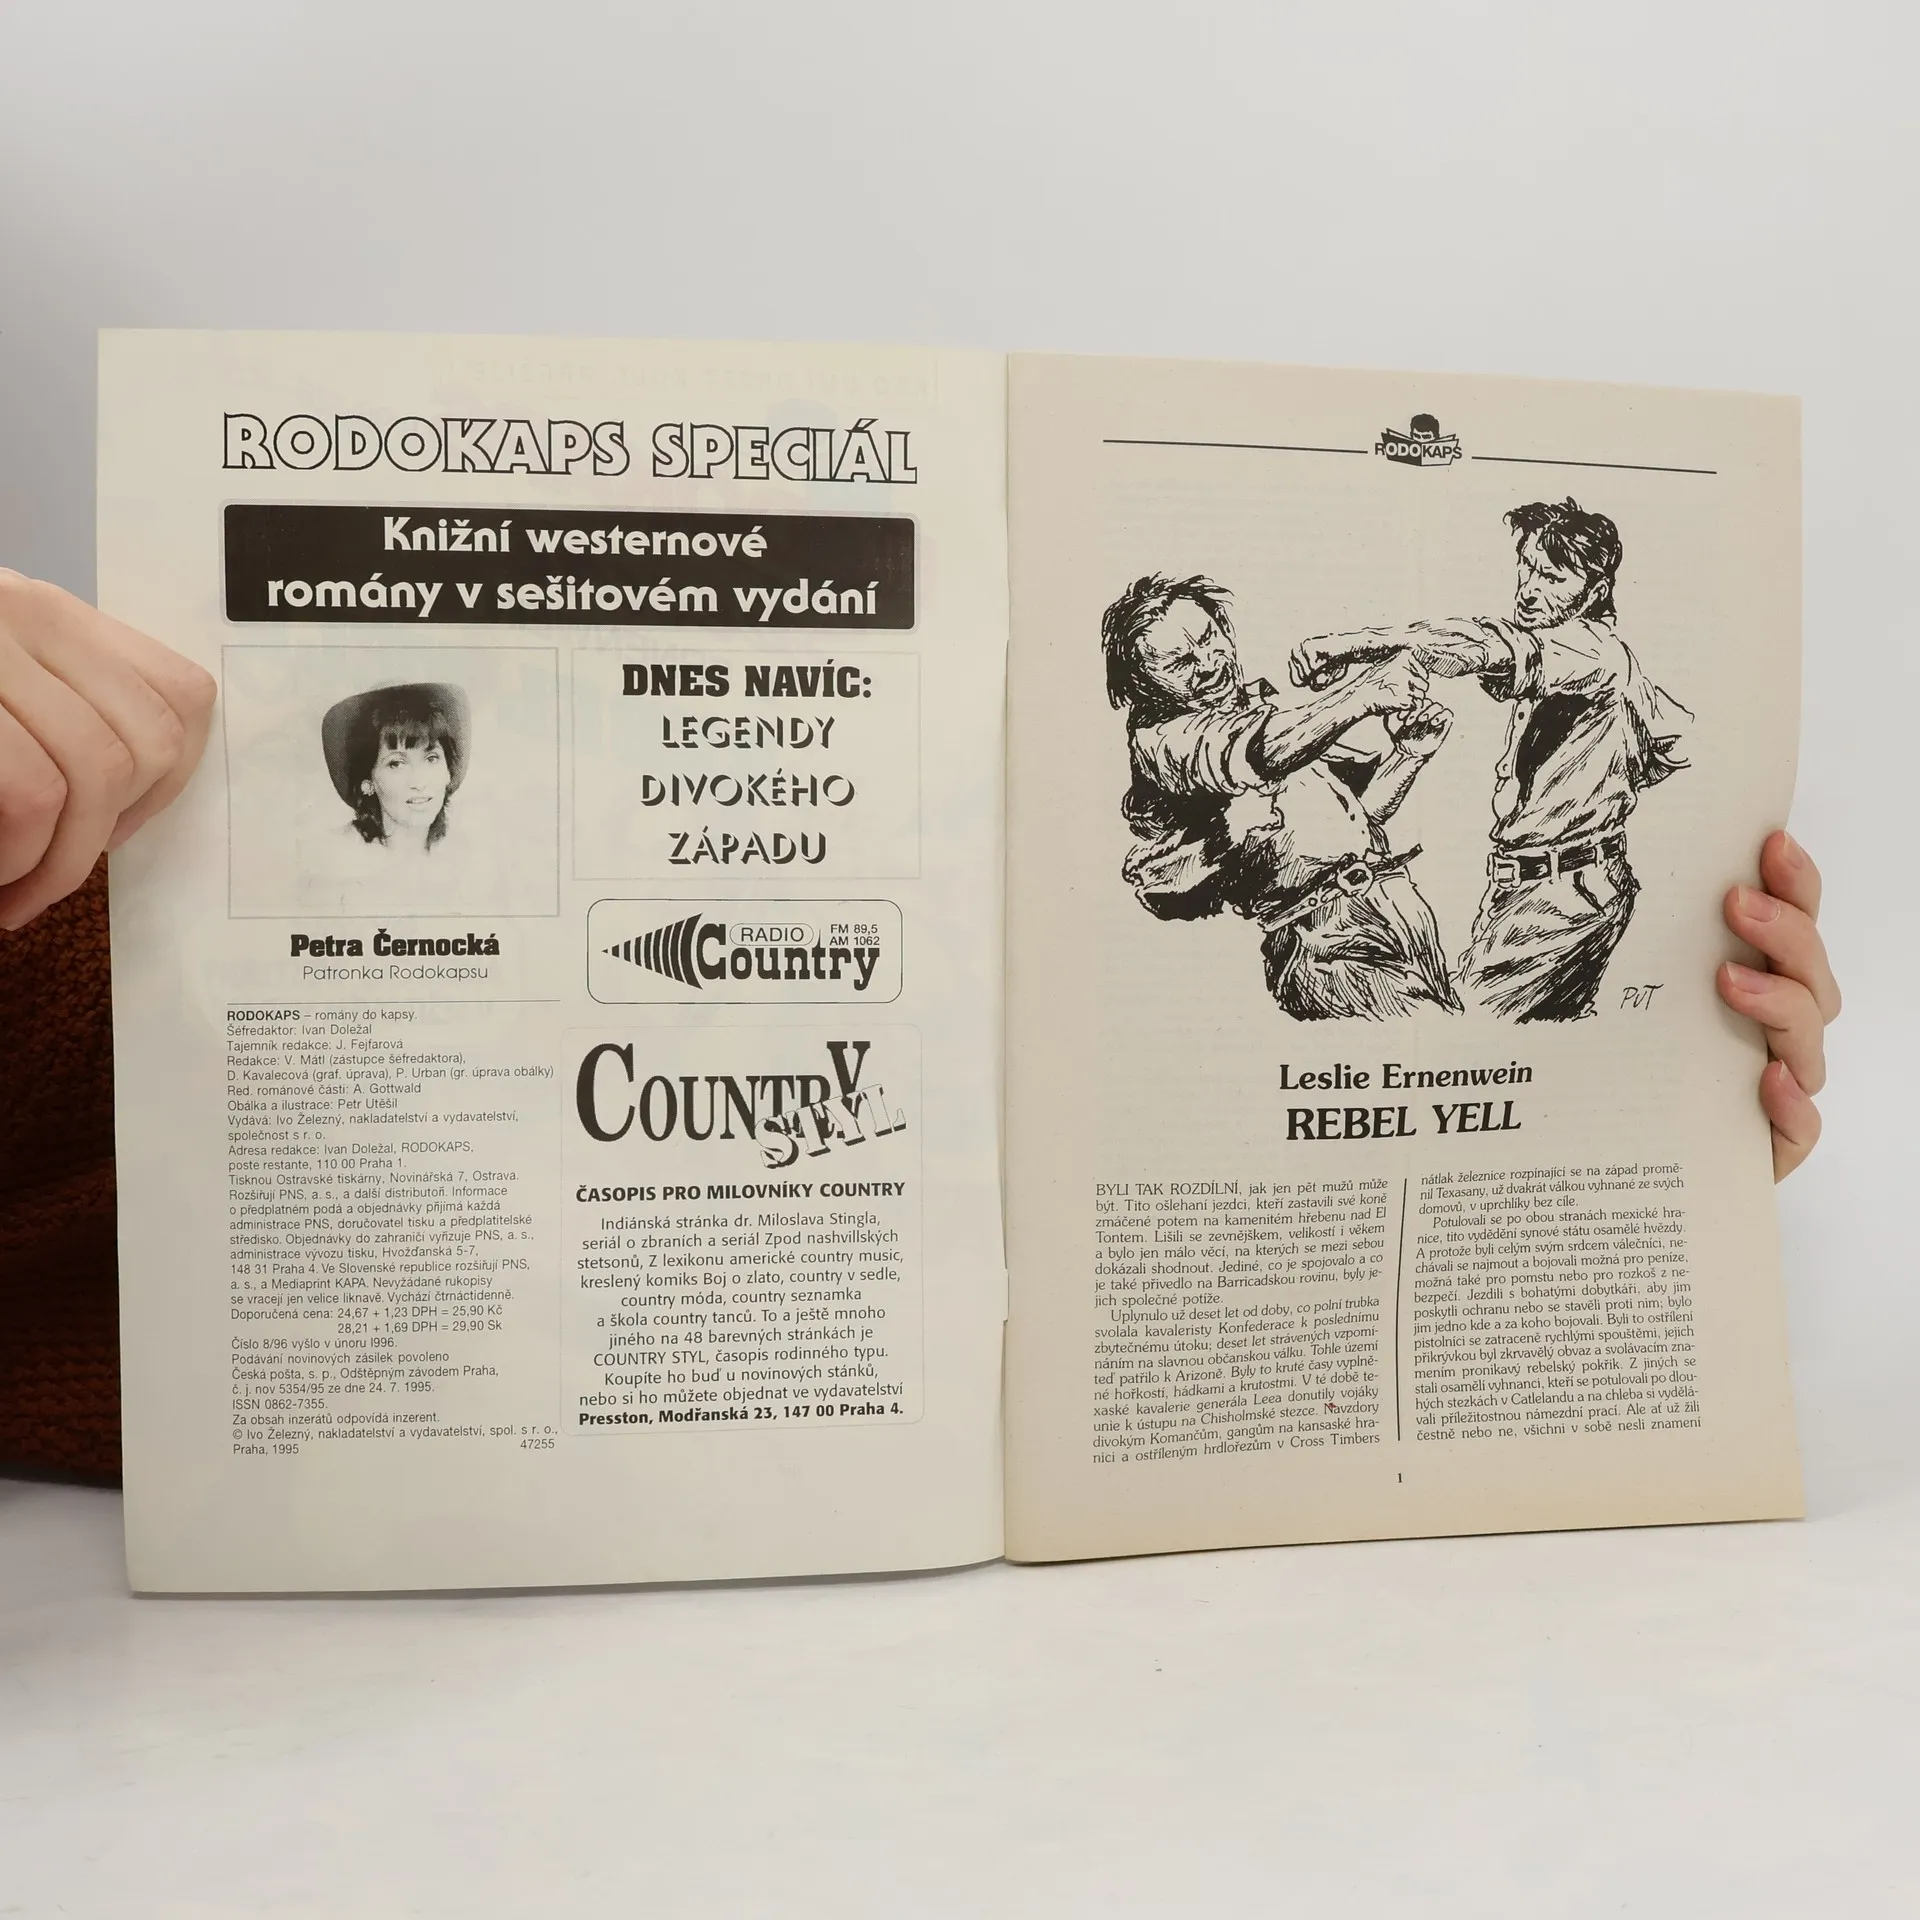 RODOKAPS SPECIÁL
Knižní westernové
romány v sešitovém vydání
Petra Černocká
Patronka Rodokapsu
RODOKAPS – romány do kapsy.
Šéfredaktor: Ivan Doležal
Tajemník redakce: J. Fejfarová
Redakce: V. Mátl (zástupce šéfredaktora),
D. Kavalecová (graf. úprava), P. Urban (gr. úprava obálky)
Red. románové části: A. Gottwald
Obálka a ilustrace: Petr Utěšil
Vydává: Ivo Železný, nakladatelství a vydavatelství,
společnost s r. o.
Adresa redakce: Ivan Doležal, RODOKAPS,
poste restante, 110 00 Praha 1.
Tisknou Ostravské tiskárny, Novinářská 7, Ostrava.
Rozšiřují PNS, a. s., a další distributoři. Informace
o předplatném podá a objednávky přijímá každá
administrace PNS, doručovatel tisku a předplatitelské
středisko. Objednávky do zahraničí vyřizuje PNS, a. s.,
administrace vývozu tisku, Hvožďanská 5-7,
148 31 Praha 4. Ve Slovenské republice rozšiřují PNS,
a. s., a Mediaprint KAPA. Nevyžádané rukopisy
se vracejí jen velice liknavě. Vychází čtrnáctidenně.
Doporučená cena: 24,67 + 1,23 DPH = 25,90 Kč
28,21 + 1,69 DPH = 29,90 Sk
Číslo 8/96 vyšlo v únoru I996.
Podávání novinových zásilek povoleno
Česká pošta, s. p., Odštěpným závodem Praha,
č. j. nov 5354/95 ze dne 24. 7. 1995.
ISSN 0862-7355.
Za obsah inzerátů odpovídá inzerent.
© Ivo Železný, nakladatelství a vydavatelství, spol. s r. o.,
Praha, 1995 47255
DNES NAVÍC:
LEGENDY
DIVOKÉHO
ZÁPADU
RADIO FM 89,5
AM 1062
Country
COUNTRY
STYL
ČASOPIS PRO MILOVNÍKY COUNTRY
Indiánská stránka dr. Miloslava Stingla,
seriál o zbraních a seriál Zpod nashvillských
stetsonů, Z lexikonu americké country music,
kreslený komiks Boj o zlato, country v sedle,
country móda, country seznamka
a škola country tanců. To a ještě mnoho
jiného na 48 barevných stránkách je
COUNTRY STYL, časopis rodinného typu.
Koupíte ho buď u novinových stánků,
nebo si ho můžete objednat ve vydavatelství
Presston, Modřanská 23, 147 00 Praha 4.
RODOKAPS
PUT
Leslie Ernenwein
REBEL YELL
BYLI TAK ROZDÍLNÍ, jak jen pět mužů může
být. Tito ošlehaní jezdci, kteří zastavili své koně
zmáčené potem na kamenitém hřebenu nad El
Tontem. Lišili se zevnějškem, velikostí i věkem
a bylo jen málo věcí, na kterých se mezi sebou
dokázali shodnout. Jediné, co je spojovalo a co
je také přivedlo na Barricadskou rovinu, byly je-
jich společné potíže.
Uplynulo už deset let od doby, co polní trubka
svolala kavaleristy Konfederace k poslednímu
zbytečnému útoku; deset let strávených vzpomí-
náním na slavnou občanskou válku. Tohle území
teď patřilo k Arizoně. Byly to kruté časy vyplně-
né hořkostí, hádkami a krutostmi. V té době te-
xaské kavalerie generála Leea donutily vojáky
unie k ústupu na Chisholmské stezce. Navzdory
divokým Komančům, gangům na kansaské hra-
nici a ostříleným hrdlořezům v Cross Timbers
nátlak železnice rozpínající se na západ promě-
nil Texasany, už dvakrát válkou vyhnané ze svých
domovů, v uprchlíky bez cíle.
Potulovali se po obou stranách mexické hra-
nice, tito vydědění synové státu osamělé hvězdy.
A protože byli celým svým srdcem válečníci, ne-
chávali se najmout a bojovali možná pro peníze,
možná také pro pomstu nebo pro rozkoš z ne-
bezpečí. Jezdili s bohatými dobytkáři, aby jim
poskytli ochranu nebo se stavěli proti nim; bylo
jim jedno kde a za koho bojovali. Byli to ostřílení
pistolníci se zatraceně rychlými spouštěmi, jejich
přikrývkou byl zkrvavělý obvaz a svolávacím zna-
mením pronikavý rebelský pokřik. Z jiných se
stali osamělí vyhnanci, kteří se potulovali po dlou-
hých stezkách v Catlelandu a na chleba si vydělá-
vali příležitostnou námezdní prací. Ale ať už žili
čestně nebo ne, všichni v sobě nesli znamení
1